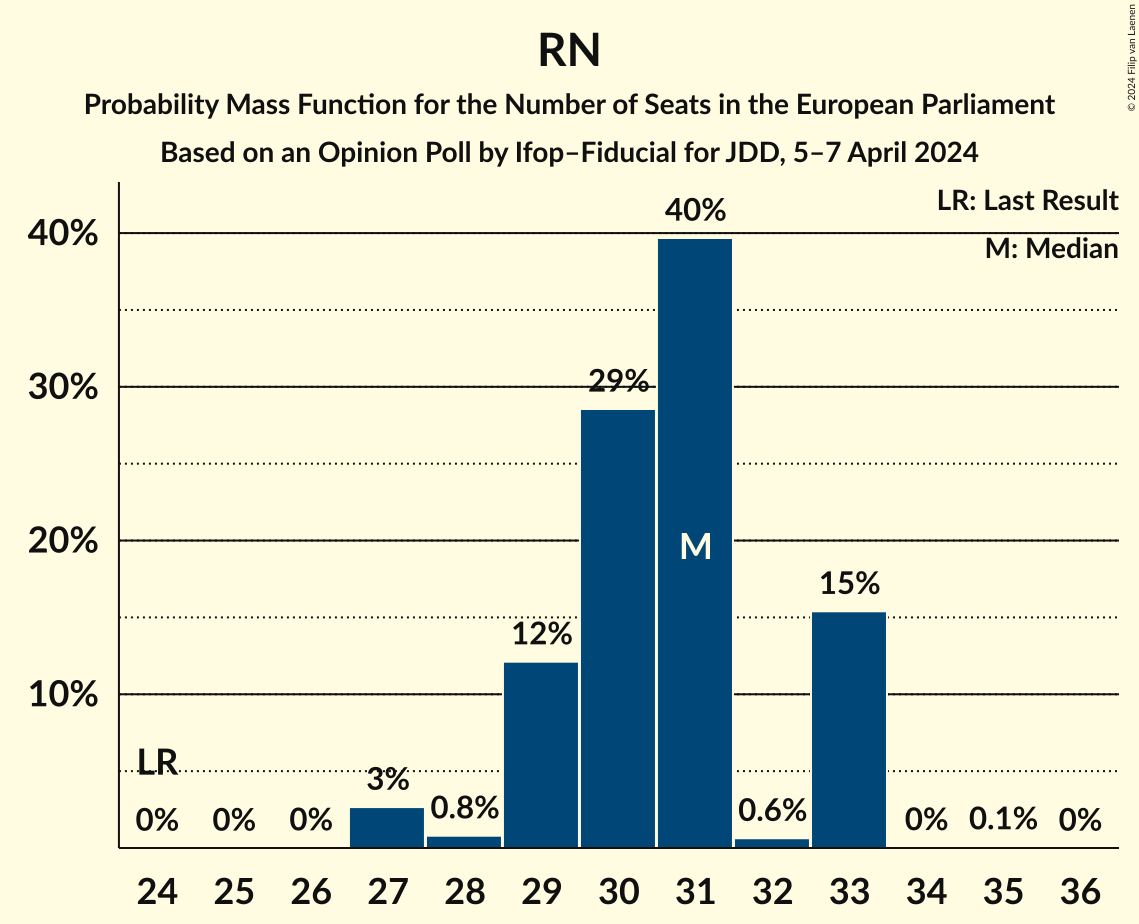 RN
Probability Mass Function for the Number of Seats in the European Parliament
Based on an Opinion Poll by Ifop–Fiducial for JDD, 5–7 April 2024
© 2024 Filip van Laenen
LR: Last Result
M: Median
40%
30%
20%
10%
LR
0%
0%
0%
3%
0.8%
12%
29%
40%
M
0.6%
15%
0%
0.1%
0%
24 25 26 27 28 29 30 31 32 33 34 35 36